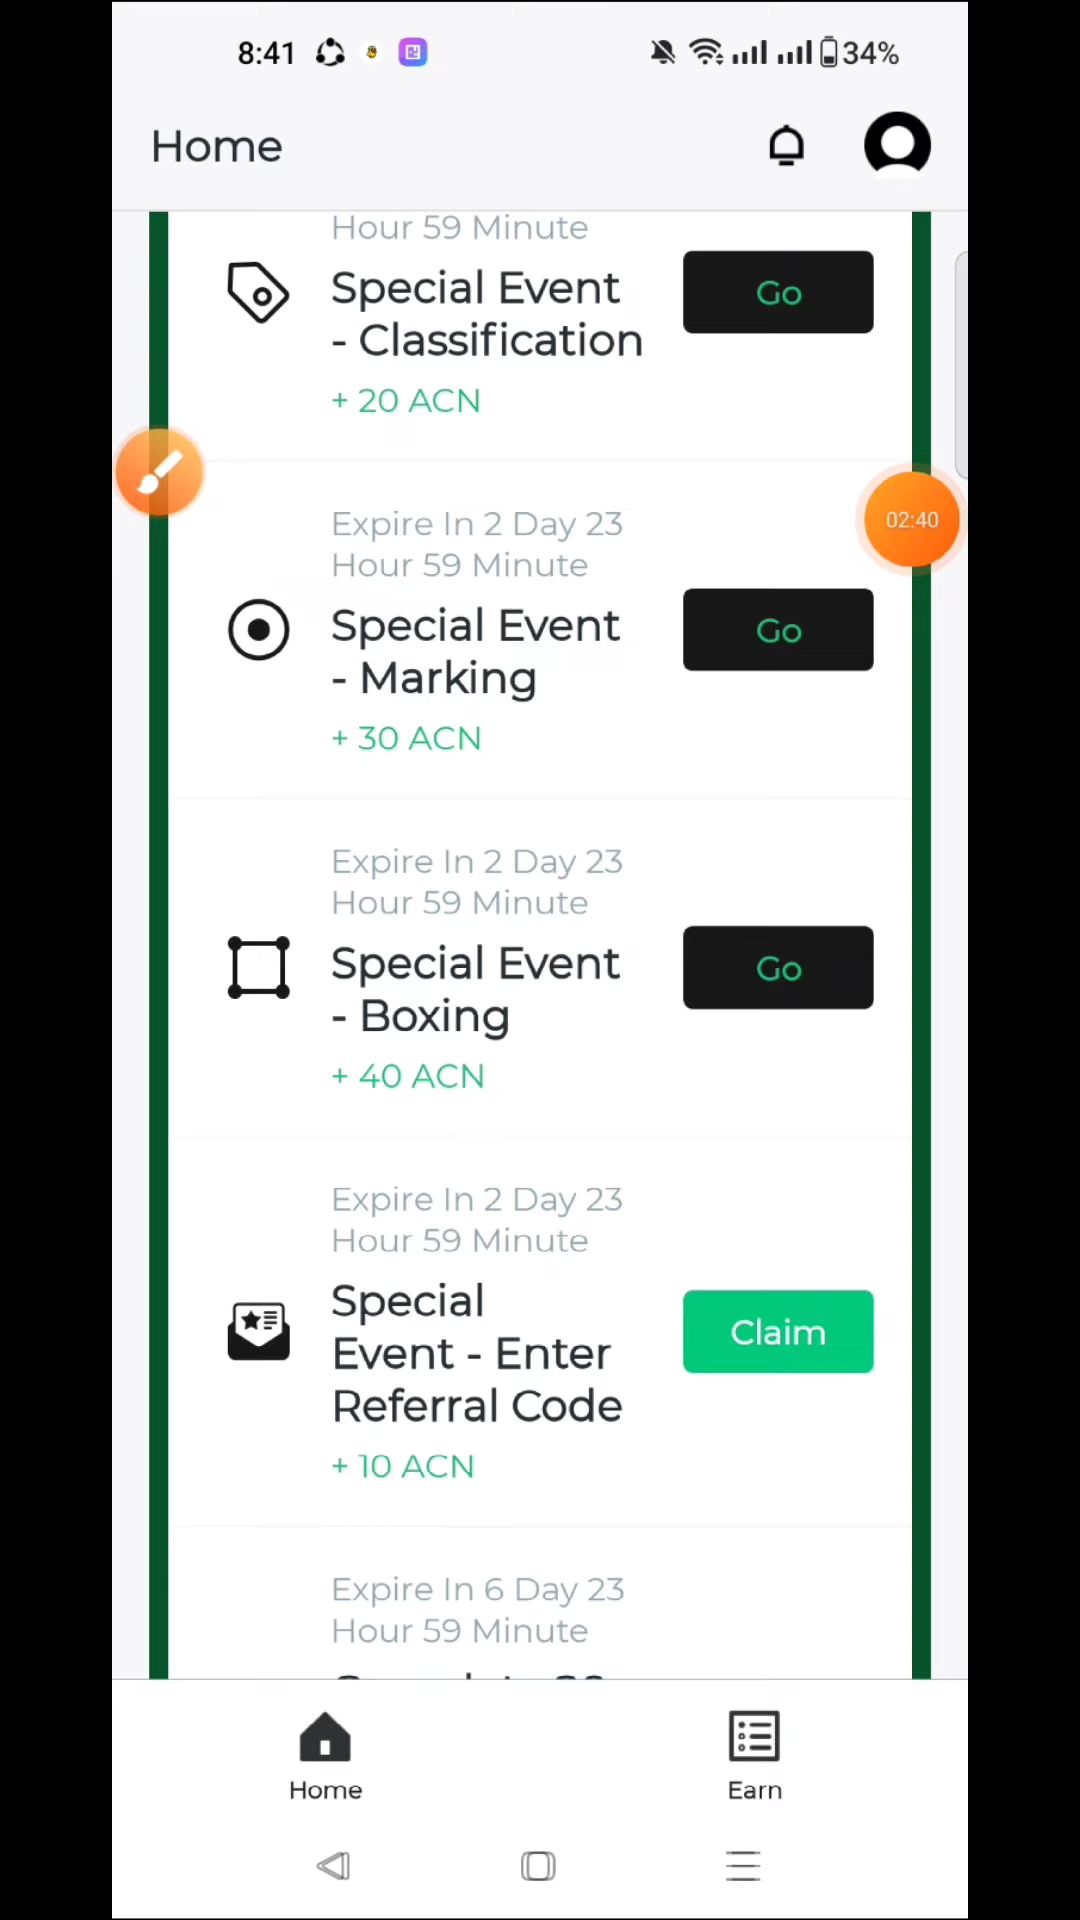 8:41
34%
Home
Hour 59 Minute
Special Event
- Classification
Go
+ 20 ACN
02:40
Expire In 2 Day 23
Hour 59 Minute
Special Event
- Marking
Go
+ 30 ACN
Expire In 2 Day 23
Hour 59 Minute
Special Event
- Boxing
Go
+ 40 ACN
Expire In 2 Day 23
Hour 59 Minute
Special
Event - Enter
Referral Code
Claim
+ 10 ACN
Expire In 6 Day 23
Hour 59 Minute
Home
Earn